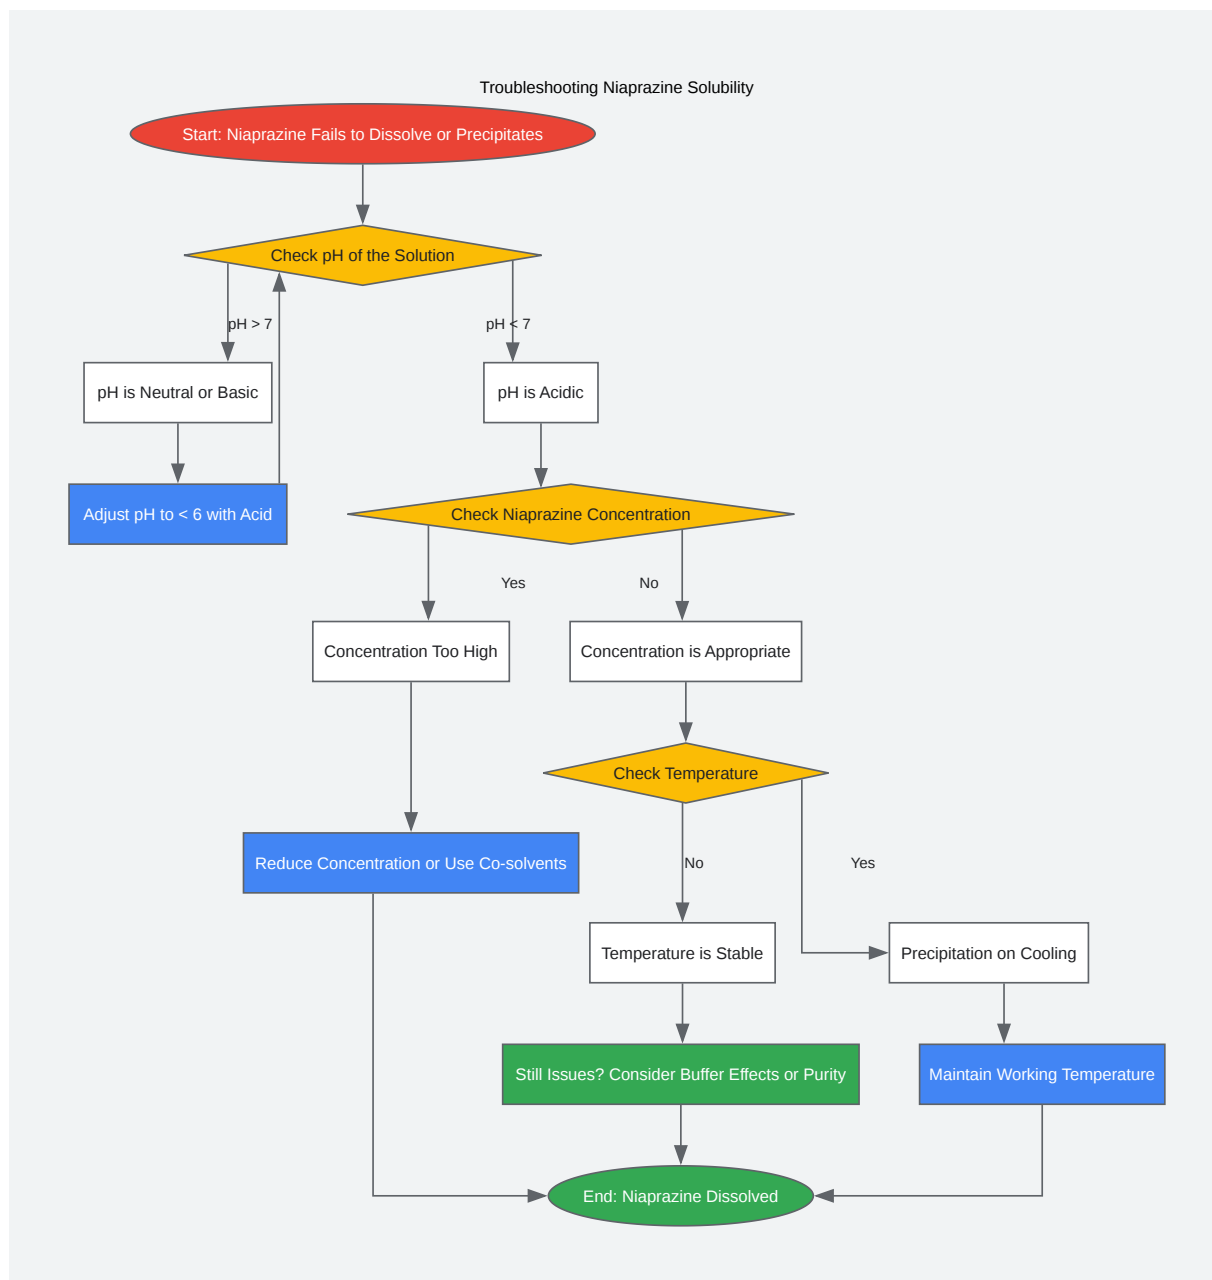 Troubleshooting Niaprazine Solubility
Start: Niaprazine Fails to Dissolve or Precipitates
Check pH of the Solution
pH > 7
pH < 7
pH is Neutral or Basic
pH is Acidic
Adjust pH to < 6 with Acid
Check Niaprazine Concentration
Yes
No
Concentration Too High
Concentration is Appropriate
Check Temperature
Reduce Concentration or Use Co-solvents
No
Yes
Temperature is Stable
Precipitation on Cooling
Still Issues? Consider Buffer Effects or Purity
Maintain Working Temperature
End: Niaprazine Dissolved